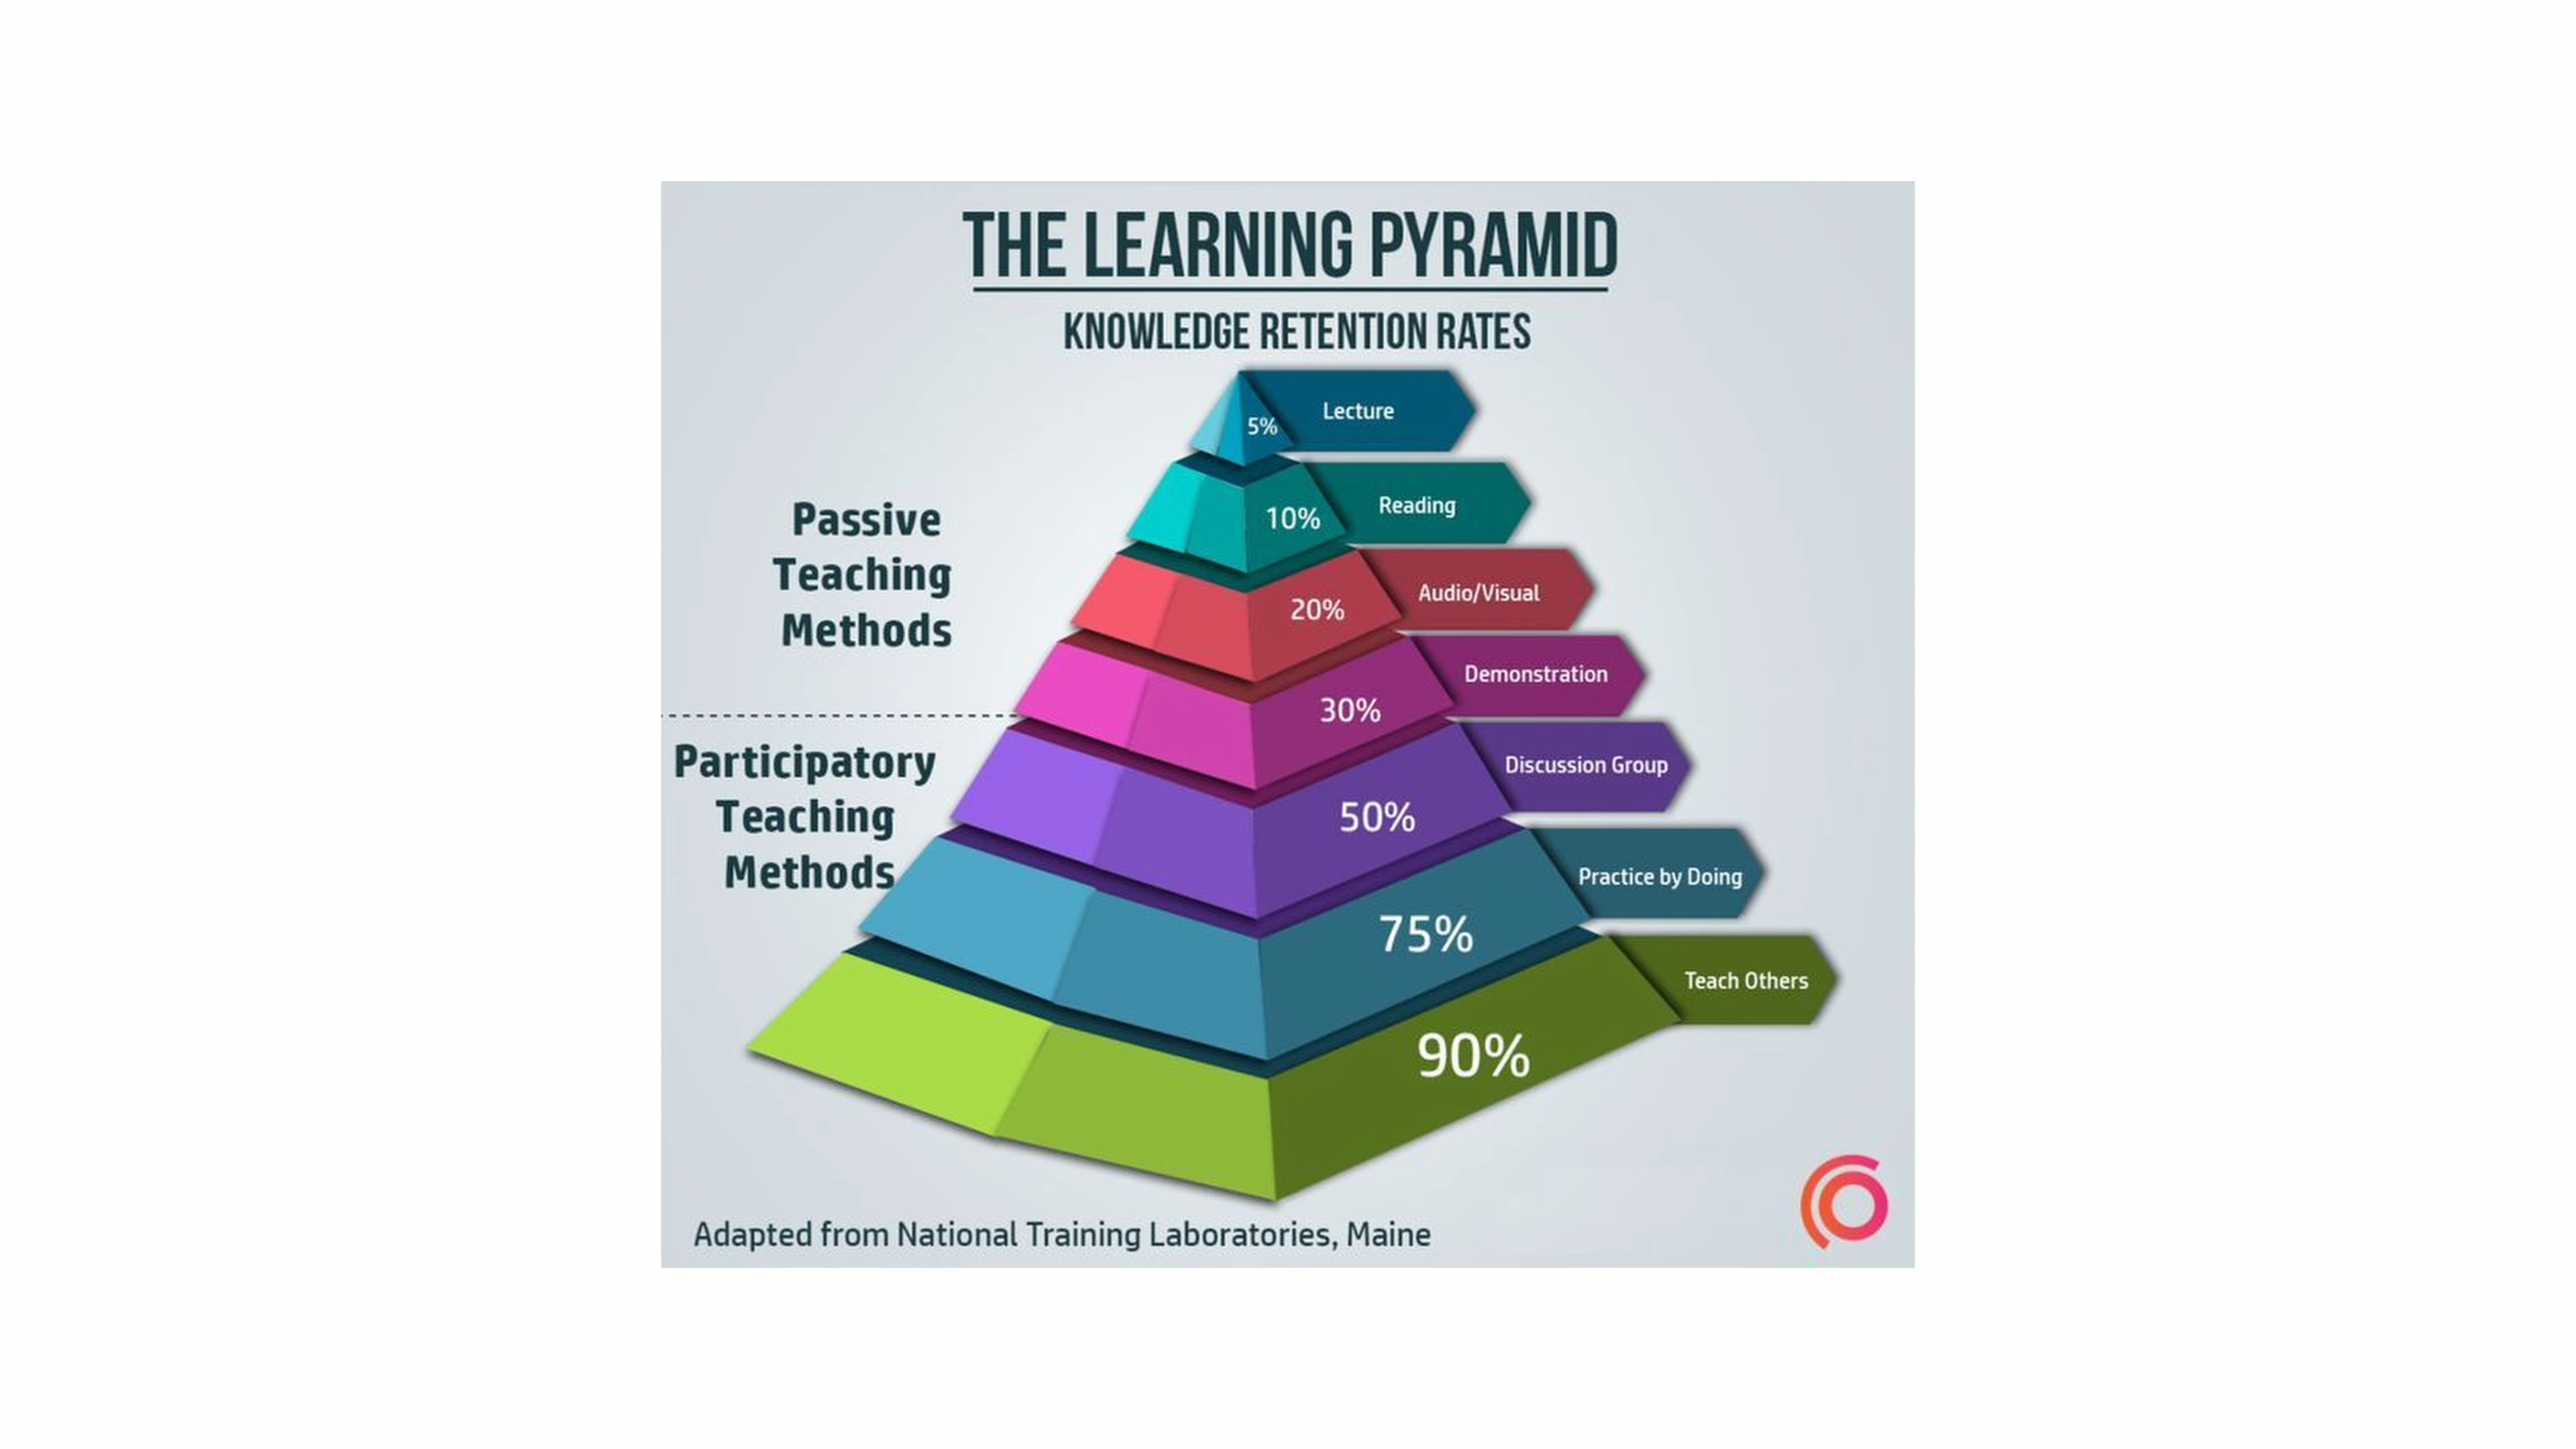 THE LEARNING PYRAMID
KNOWLEDGE RETENTION RATES
5%
Lecture
10%
Reading
20%
Audio/Visual
30%
Demonstration
Passive
Teaching
Methods
50%
Discussion Group
75%
Practice by Doing
90%
Teach Others
Participatory
Teaching
Methods
Adapted from National Training Laboratories, Maine